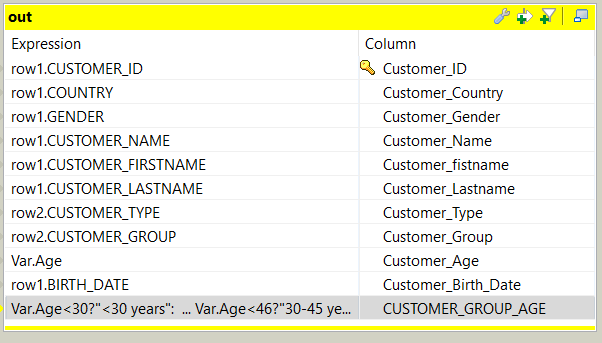 out
Expression Column
row1.CUSTOMER_ID Customer_ID
row1.COUNTRY Customer_Country
row1.GENDER Customer_Gender
row1.CUSTOMER_NAME Customer_Name
row1.CUSTOMER_FIRSTNAME Customer_fistname
row1.CUSTOMER_LASTNAME Customer_Lastname
row2.CUSTOMER_TYPE Customer_Type
row2.CUSTOMER_GROUP Customer_Group
Var.Age Customer_Age
row1.BIRTH_DATE Customer_Birth_Date
Var.Age<30?"<30 years": ... Var.Age<46?"30-45 ye... CUSTOMER_GROUP_AGE